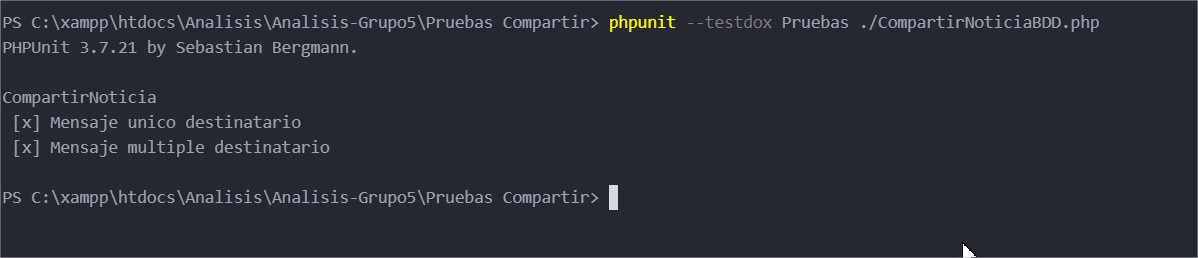 PS C:\xampp\htdocs\Analisis\Analisis-Grupo5\Pruebas Compartir> phpunit --testdox Pruebas ./CompartirNoticiaBDD.php
PHPUnit 3.7.21 by Sebastian Bergmann.
CompartirNoticia
[x] Mensaje unico destinatario
[x] Mensaje multiple destinatario
PS C:\xampp\htdocs\Analisis\Analisis-Grupo5\Pruebas Compartir>